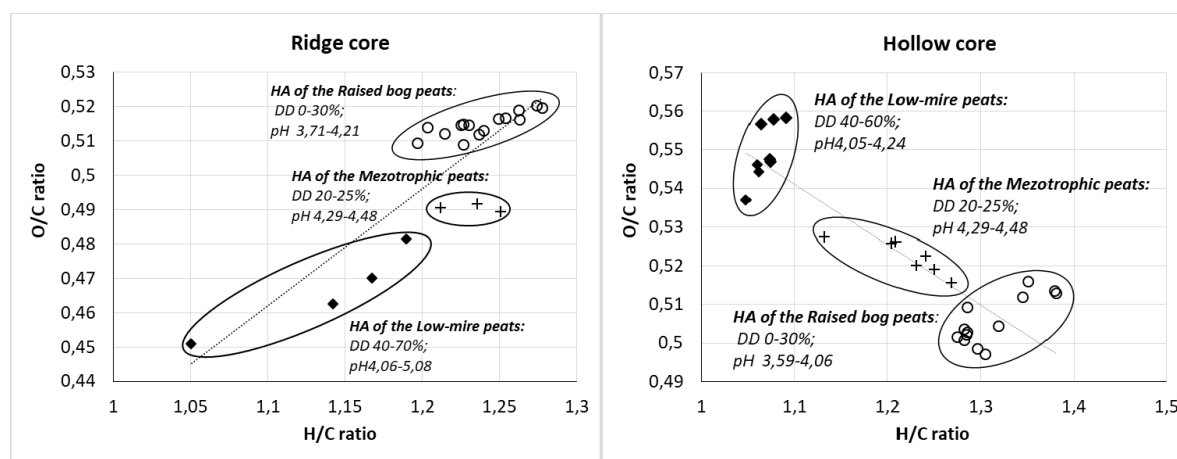 Ridge core
O/C ratio
0,53
0,52
0,51
0,5
0,49
0,48
0,47
0,46
0,45
0,44
HA of the Raised bog peats:
DD 0-30%;
pH 3,71-4,21
HA of the Mezotrophic peats:
DD 20-25%;
pH 4,29-4,48
HA of the Low-mire peats:
DD 40-70%;
pH4,06-5,08
1 1,05 1,1 1,15 1,2 1,25 1,3
H/C ratio
Hollow core
O/C ratio
0,57
0,56
0,55
0,54
0,53
0,52
0,51
0,5
0,49
HA of the Low-mire peats:
DD 40-60%;
pH4,05-4,24
HA of the Mezotrophic peats:
DD 20-25%;
pH 4,29-4,48
HA of the Raised bog peats:
DD 0-30%;
pH 3,59-4,06
1 1,1 1,2 1,3 1,4 1,5
H/C ratio